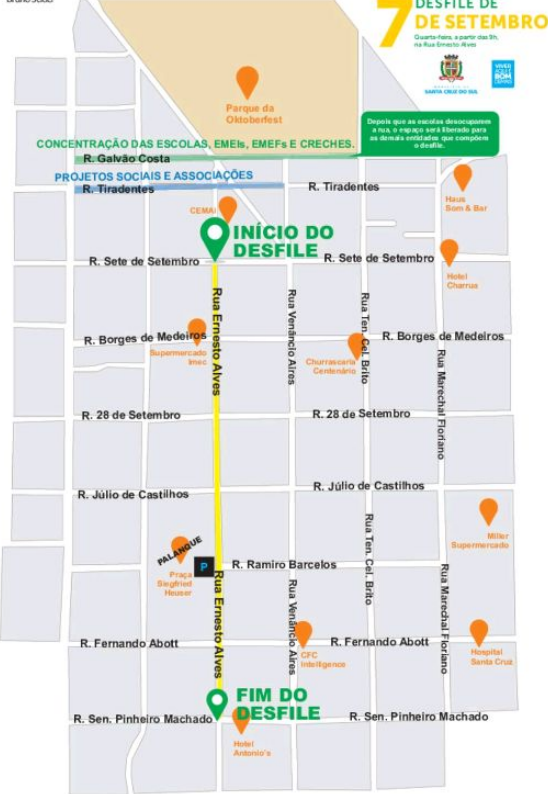 Bruno Seidel
7
DESFILE DE
DE SETEMBRO
Quarta-feira, a partir das 9h,
na Rua Ernesto Alves
SANTA CRUZ DO SUL
VIVER
AQUI É
BOM
DEMAIS
Depois que as escolas desocuparem
a rua, o espaço será liberado para
as demais entidades que compõem
o desfile.
Parque da
Oktoberfest
CONCENTRAÇÃO DAS ESCOLAS, EMEIs, EMEFs E CRECHES.
R. Galvão Costa
PROJETOS SOCIAIS E ASSOCIAÇÕES
R. Tiradentes
R. Tiradentes
Haus
Som & Bar
CEMAI
INÍCIO DO
DESFILE
R. Sete de Setembro
R. Sete de Setembro
Hotel
Charrua
Rua Ernesto Alves
Rua Venâncio Aires
Rua Ten. Cel. Brito
Rua Marechal Floriano
R. Borges de Medeiros
R. Borges de Medeiros
Supermercado
Imec
Churrascaria
Centenário
R. 28 de Setembro
R. 28 de Setembro
R. Júlio de Castilhos
R. Júlio de Castilhos
Miller
Supermercado
Rua Ten. Cel. Brito
PALANQUE
P
Praça
Siegfried
Heuser
R. Ramiro Barcelos
Rua Ernesto Alves
Rua Venâncio Aires
Rua Marechal Floriano
R. Fernando Abott
R. Fernando Abott
CFC
Intelligence
Hospital
Santa Cruz
FIM DO
DESFILE
R. Sen. Pinheiro Machado
R. Sen. Pinheiro Machado
Hotel
Antonio's